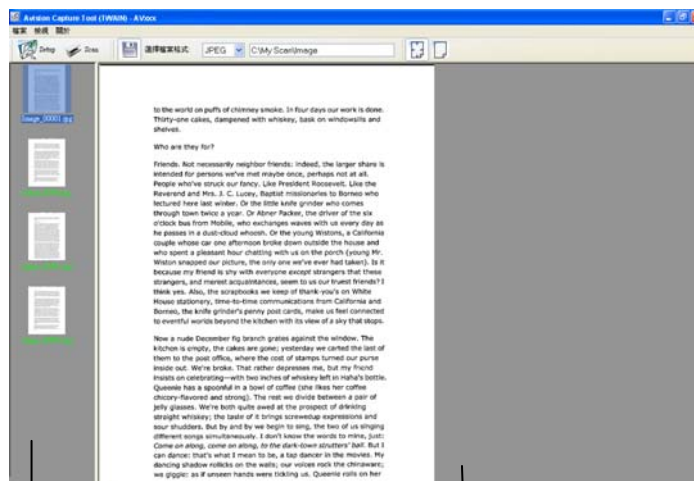 Avision Capture Tool (TWAIN) - AVxxx
檔案 檢視 關於
Setup Scan 選擇檔案格式 JPEG C:\My Scan\Image
Image_00001.jpg
to the world on puffs of chimney smoke. In four days our work is done.
Thirty-one cakes, dampened with whiskey, bask on windowsills and
shelves.
Who are they for?
Friends. Not necessarily neighbor friends: indeed, the larger share is
intended for persons we've met maybe once, perhaps not at all.
People who've struck our fancy. Like President Roosevelt. Like the
Reverend and Mrs. J. C. Lucey, Baptist missionaries to Borneo who
lectured here last winter. Or the little knife grinder who comes
through town twice a year. Or Abner Packer, the driver of the six
o'clock bus from Mobile, who exchanges waves with us every day as
he passes in a dust-cloud whoosh. Or the young Wistons, a California
couple whose car one afternoon broke down outside the house and
who spent a pleasant hour chatting with us on the porch (young Mr.
Wiston snapped our picture, the only one we've ever had taken). Is it
because my friend is shy with everyone except strangers that these
strangers, and merest acquaintances, seem to us our truest friends? I
think yes. Also, the scrapbooks we keep of thank-you's on White
House stationery, time-to-time communications from California and
Borneo, the knife grinder's penny post cards, make us feel connected
to eventful worlds beyond the kitchen with its view of a sky that stops.
Now a nude December fig branch grates against the window. The
kitchen is empty, the cakes are gone; yesterday we carted the last of
them to the post office, where the cost of stamps turned our purse
inside out. We're broke. That rather depresses me, but my friend
insists on celebrating—with two inches of whiskey left in Haha's bottle.
Queenie has a spoonful in a bowl of coffee (she likes her coffee
chicory-flavored and strong). The rest we divide between a pair of
jelly glasses. We're both quite awed at the prospect of drinking
straight whiskey; the taste of it brings screwedup expressions and
sour shudders. But by and by we begin to sing, the two of us singing
different songs simultaneously. I don't know the words to mine, just:
Come on along, come on along, to the dark-town strutters' ball. But I
can dance: that's what I mean to be, a tap dancer in the movies. My
dancing shadow rollicks on the walls; our voices rock the chinaware;
we giggle: as if unseen hands were tickling us. Queenie rolls on her